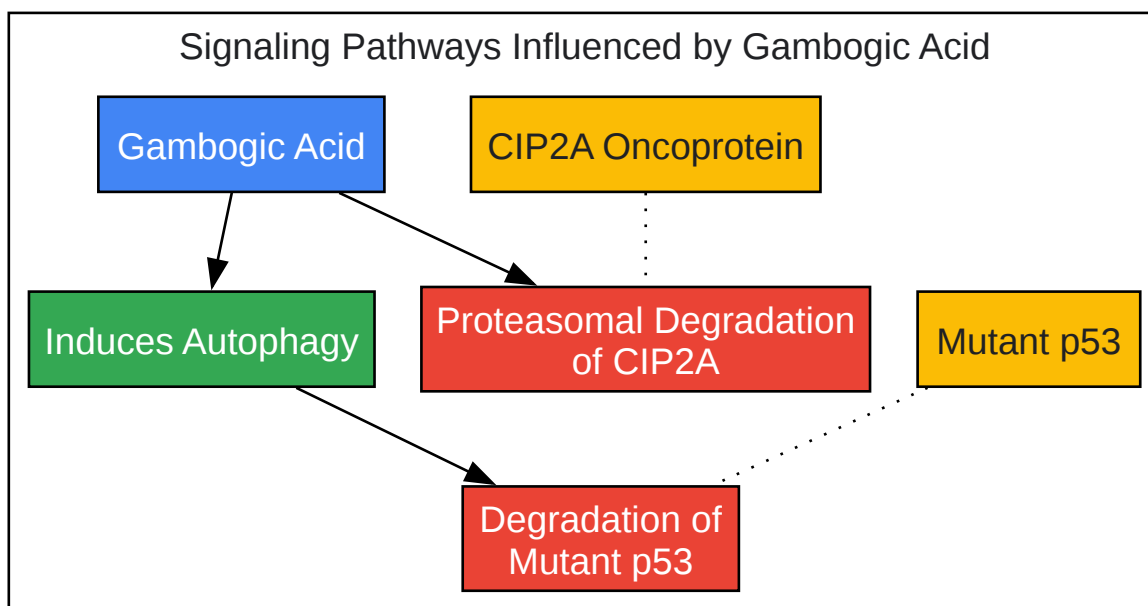 Signaling Pathways Influenced by Gambogic Acid
Gambogic Acid
CIP2A Oncoprotein
Induces Autophagy
Proteasomal Degradation
of CIP2A
Mutant p53
Degradation of
Mutant p53